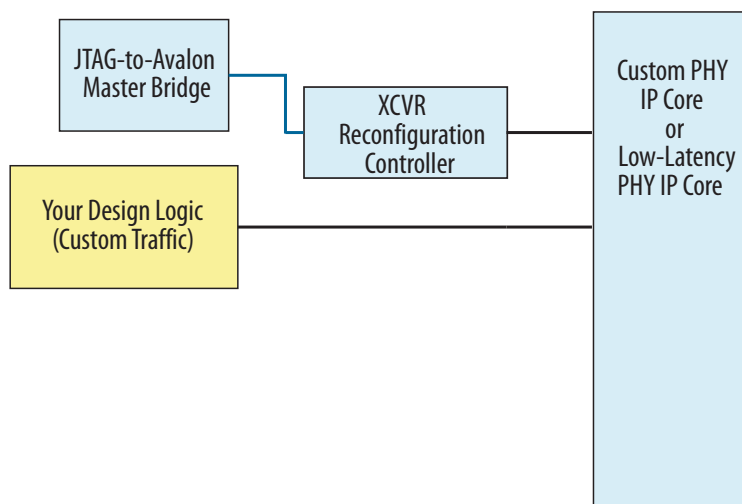 JTAG-to-Avalon
Master Bridge
XCVR
Reconfiguration
Controller
Custom PHY
IP Core
or
Low-Latency
PHY IP Core
Your Design Logic
(Custom Traffic)